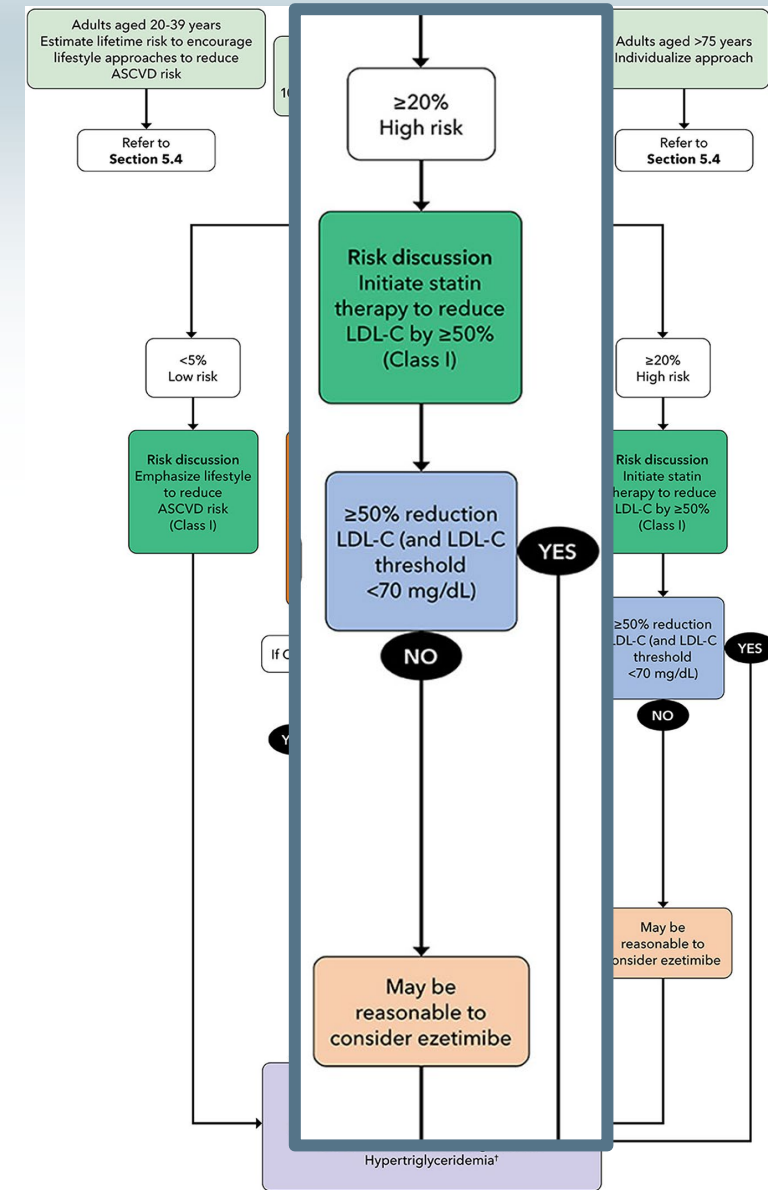 Adults aged 20-39 years
Estimate lifetime risk to encourage
lifestyle approaches to reduce
ASCVD risk
Refer to
Section 5.4
<5%
Low risk
Risk discussion
Emphasize lifestyle
to reduce
ASCVD risk
(Class I)
If
≥20%
High risk
Risk discussion
Initiate statin
therapy to reduce
LDL-C by ≥50%
(Class I)
≥50% reduction
LDL-C (and LDL-C
threshold
<70 mg/dL)
YES
NO
May be
reasonable to
consider ezetimibe
Adults aged >75 years
Individualize approach
Refer to
Section 5.4
≥20%
High risk
Risk discussion
Initiate statin
to reduce
LDL-C by ≥50%
(Class I)
≥50% reduction
(and LDL-C
threshold
<70 mg/dL)
YES
NO
May be
reasonable to
ezetimibe
Hypertriglyceridemia†